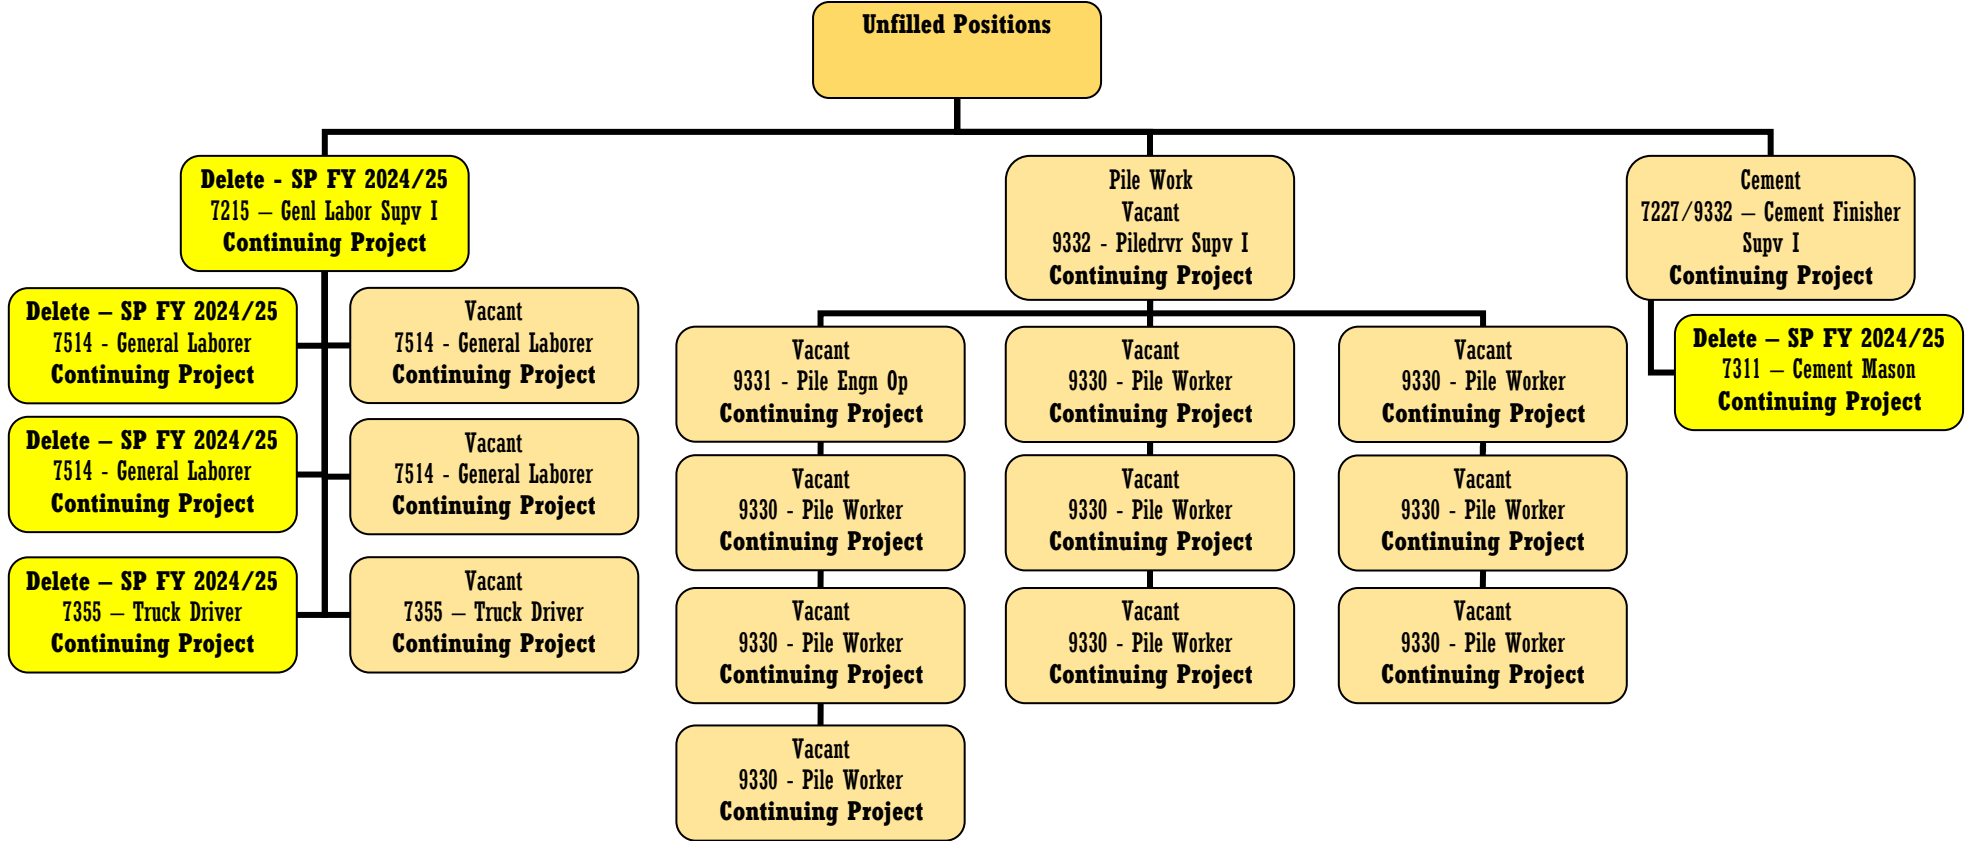 Unfilled Positions
Delete - SP FY 2024/25
7215 – Genl Labor Supv I
Continuing Project
Delete – SP FY 2024/25
7514 - General Laborer
Continuing Project
Vacant
7514 - General Laborer
Continuing Project
Delete – SP FY 2024/25
7514 - General Laborer
Continuing Project
Vacant
7514 - General Laborer
Continuing Project
Delete – SP FY 2024/25
7355 – Truck Driver
Continuing Project
Vacant
7355 – Truck Driver
Continuing Project
Pile Work
Vacant
9332 - Piledrvr Supv I
Continuing Project
Vacant
9331 - Pile Engn Op
Continuing Project
Vacant
9330 - Pile Worker
Continuing Project
Vacant
9330 - Pile Worker
Continuing Project
Vacant
9330 - Pile Worker
Continuing Project
Vacant
9330 - Pile Worker
Continuing Project
Vacant
9330 - Pile Worker
Continuing Project
Vacant
9330 - Pile Worker
Continuing Project
Vacant
9330 - Pile Worker
Continuing Project
Vacant
9330 - Pile Worker
Continuing Project
Vacant
9330 - Pile Worker
Continuing Project
Cement
7227/9332 – Cement Finisher
Supv I
Continuing Project
Delete – SP FY 2024/25
7311 – Cement Mason
Continuing Project